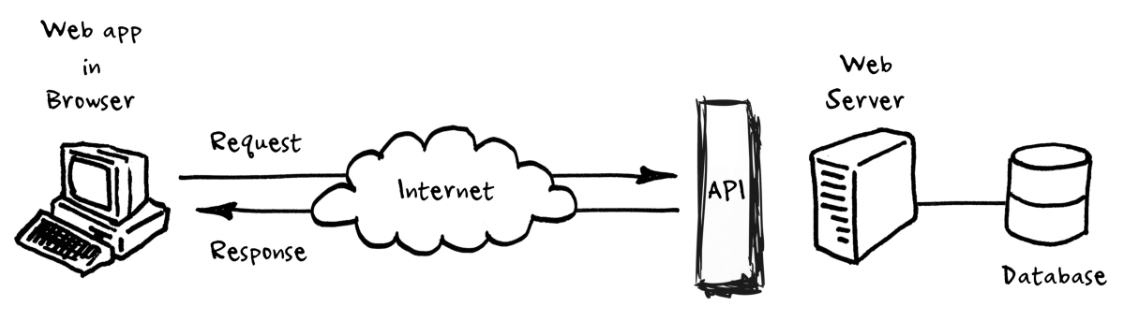 Web app
in
Browser
Request
Response
Internet
API
Web
Server
Database